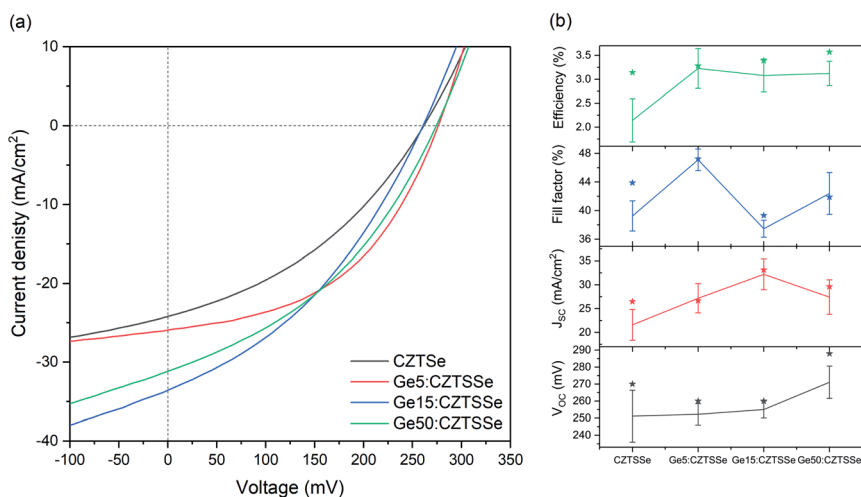 (a)
10
0
-10
-20
-30
-40
Current denisty (mA/cm²)
-100
-50
0
50
100
150
200
250
300
350
Voltage (mV)
CZTSe
Ge5:CZTSSe
Ge15:CZTSSe
Ge50:CZTSSe
(b)
Efficiency (%)
3.5
3.0
2.5
2.0
Fill factor (%)
48
44
40
36
JSC (mA/cm²)
35
30
25
20
VOC (mV)
290
280
270
260
250
240
CZTSSe
Ge5:CZTSSe
Ge15:CZTSSe
Ge50:CZTSSe